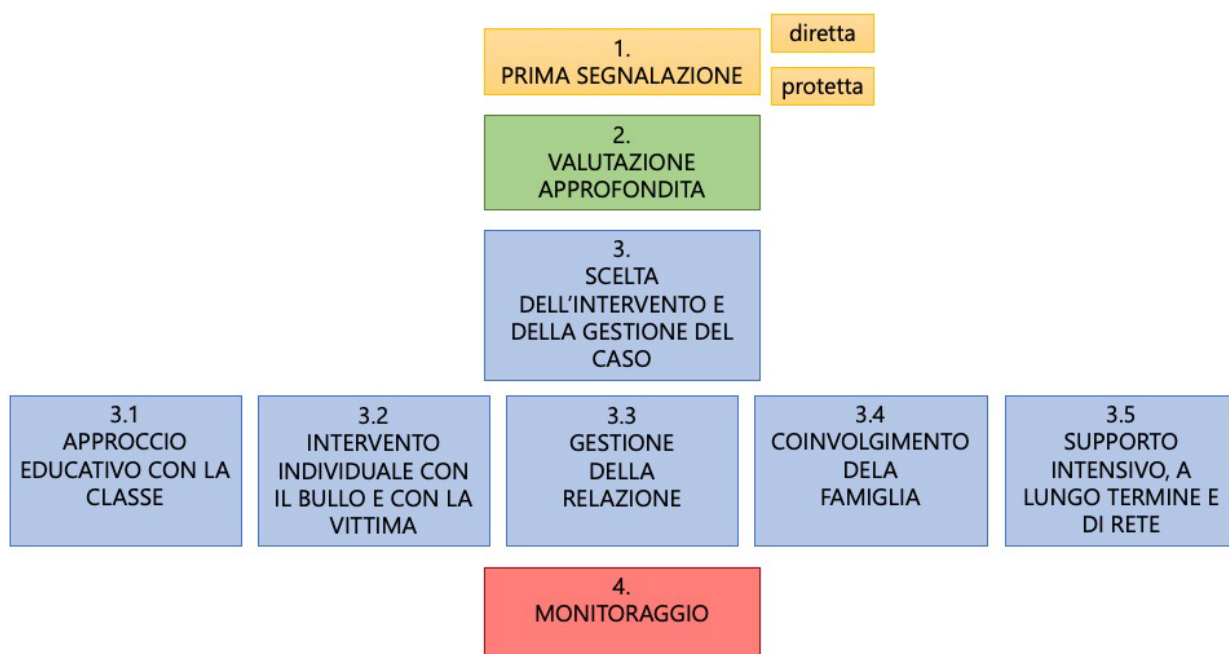 1.
PRIMA SEGNALAZIONE
diretta
protetta
2.
VALUTAZIONE
APPROFONDITA
3.
SCELTA
DELL’INTERVENTO E
DELLA GESTIONE DEL
CASO
3.1
APPROCCIO
EDUCATIVO CON LA
CLASSE
3.2
INTERVENTO
INDIVIDUALE CON
IL BULLO E CON LA
VITTIMA
3.3
GESTIONE
DELLA
RELAZIONE
3.4
COINVOLGIMENTO
DELA
FAMIGLIA
3.5
SUPPORTO
INTENSIVO, A
LUNGO TERMINE E
DI RETE
4.
MONITORAGGIO